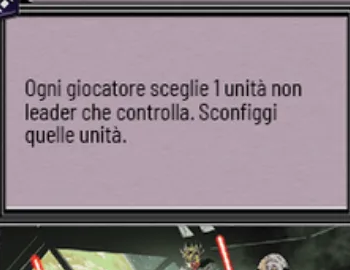 Ogni giocatore sceglie 1 unità non
leader che controlla. Sconfiggi
quelle unità.